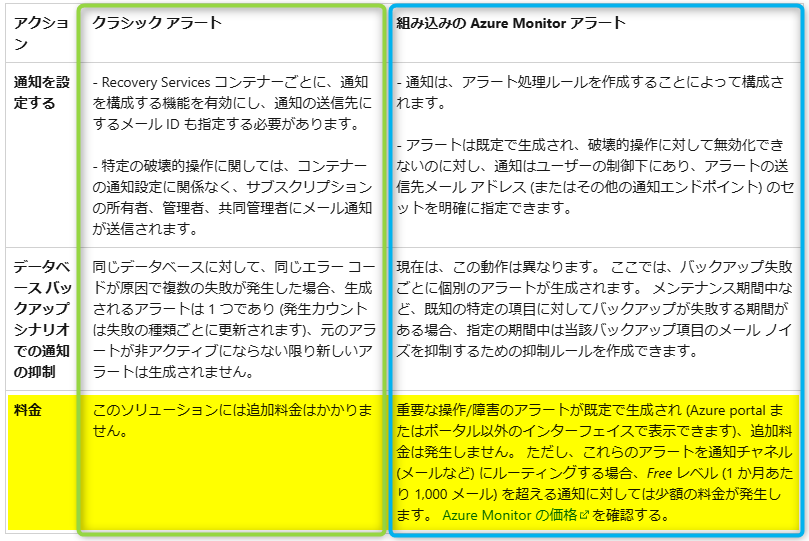 アクション
ン
クラシック アラート
組み込みの Azure Monitor アラート
通知を設
定する
- Recovery Services コンテナーごとに、通知
を構成する機能を有効にし、通知の送信先に
するメール ID も指定する必要があります。
- 特定の破壊的操作に関しては、コンテナー
の通知設定に関係なく、サブスクリプション
の所有者、管理者、共同管理者にメール通知
が送信されます。
- 通知は、アラート処理ルールを作成することによって構成さ
れます。
- アラートは既定で生成され、破壊的操作に対して無効化でき
ないのに対し、通知はユーザーの制御下にあり、アラートの送
信先メール アドレス (またはその他の通知エンドポイント) のセ
ットを明確に指定できます。
データベ
ース バッ
クアップ
シナリオ
での通知
の抑制
同じデータベースに対して、同じエラー コー
ドが原因で複数の失敗が発生した場合、生成
されるアラートは 1 つであり (発生カウント
は失敗の種類ごとに更新されます)、元のアラ
ートが非アクティブにならない限り新しいア
ラートは生成されません。
現在は、この動作は異なります。 ここでは、バックアップ失敗
ごとに個別のアラートが生成されます。 メンテナンス期間中な
ど、既知の特定の項目に対してバックアップが失敗する期間が
ある場合、指定の期間中は当該バックアップ項目のメール ノイ
ズを抑制するための抑制ルールを作成できます。
料金
このソリューションには追加料金はかかりま
せん。
重要な操作/障害のアラートが既定で生成され (Azure portal ま
たはポータル以外のインターフェイスで表示できます)、追加料
金は発生しません。 ただし、これらのアラートを通知チャネル
(メールなど) にルーティングする場合、Free レベル (1 か月あた
り 1,000 メール) を超える通知に対しては少額の料金が発生し
ます。 Azure Monitor の価格 を確認する。